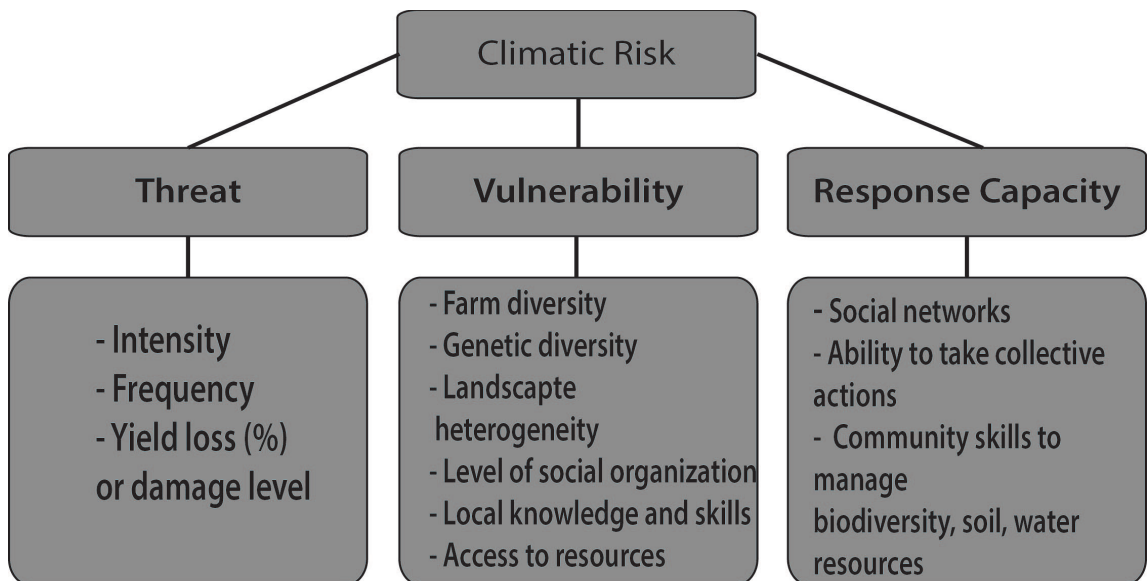 Climatic Risk
Threat
Vulnerability
Response Capacity
- Intensity
- Frequency
- Yield loss (%)
or damage level
- Farm diversity
- Genetic diversity
- Landscapte
heterogeneity
- Level of social organization
- Local knowledge and skills
- Access to resources
- Social networks
- Ability to take collective
actions
- Community skills to
manage
biodiversity, soil, water
resources